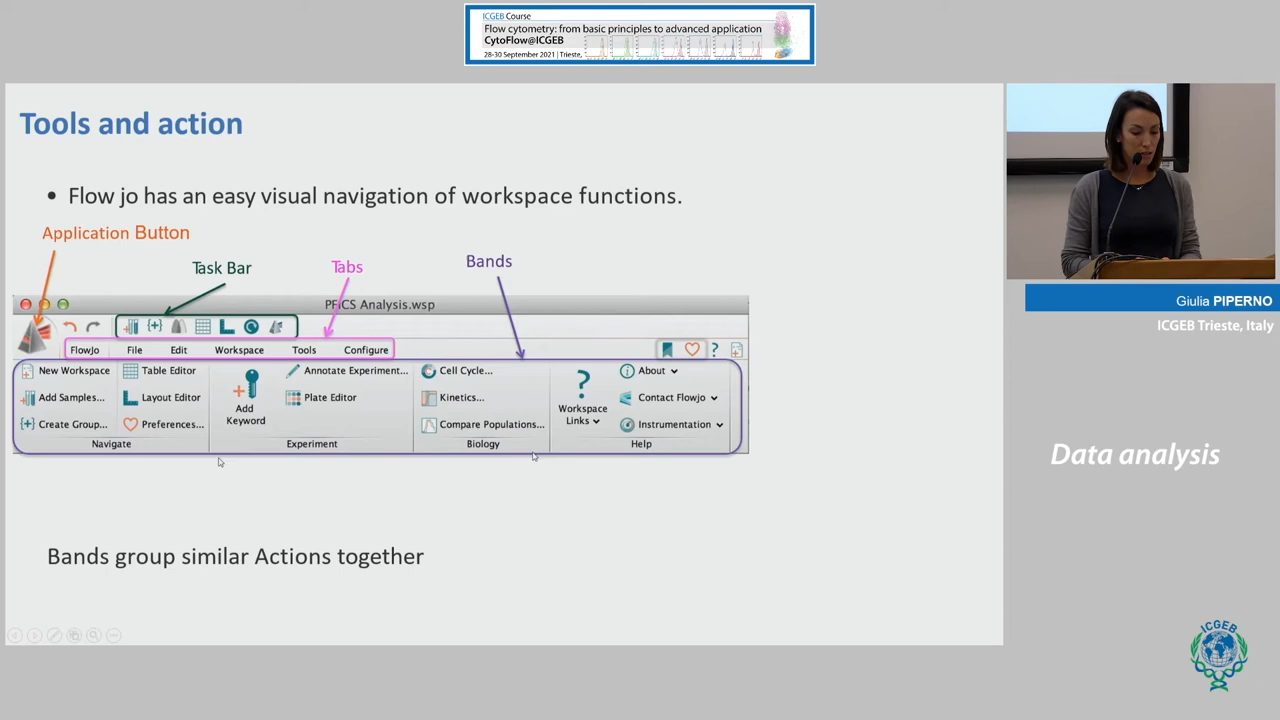 ICGEB Course
Flow cytometry: from basic principles to advanced application
CytoFlow@ICGEB
28-30 September 2021 | Trieste,
Tools and action
• Flow jo has an easy visual navigation of workspace functions.
Application Button
Task Bar
Tabs
Bands
PFICS Analysis.wsp
FlowJo File Edit Workspace Tools Configure
New Workspace Table Editor Annotate Experiment... Cell Cycle... About
Add Samples... Layout Editor Add Keyword Plate Editor Kinetics... Workspace Links Contact FlowJo
Create Group... Preferences... Compare Populations... Instrumentation
Navigate Experiment Biology Help
Bands group similar Actions together
Giulia PIPERNO
ICGEB Trieste, Italy
Data analysis
ICGEB